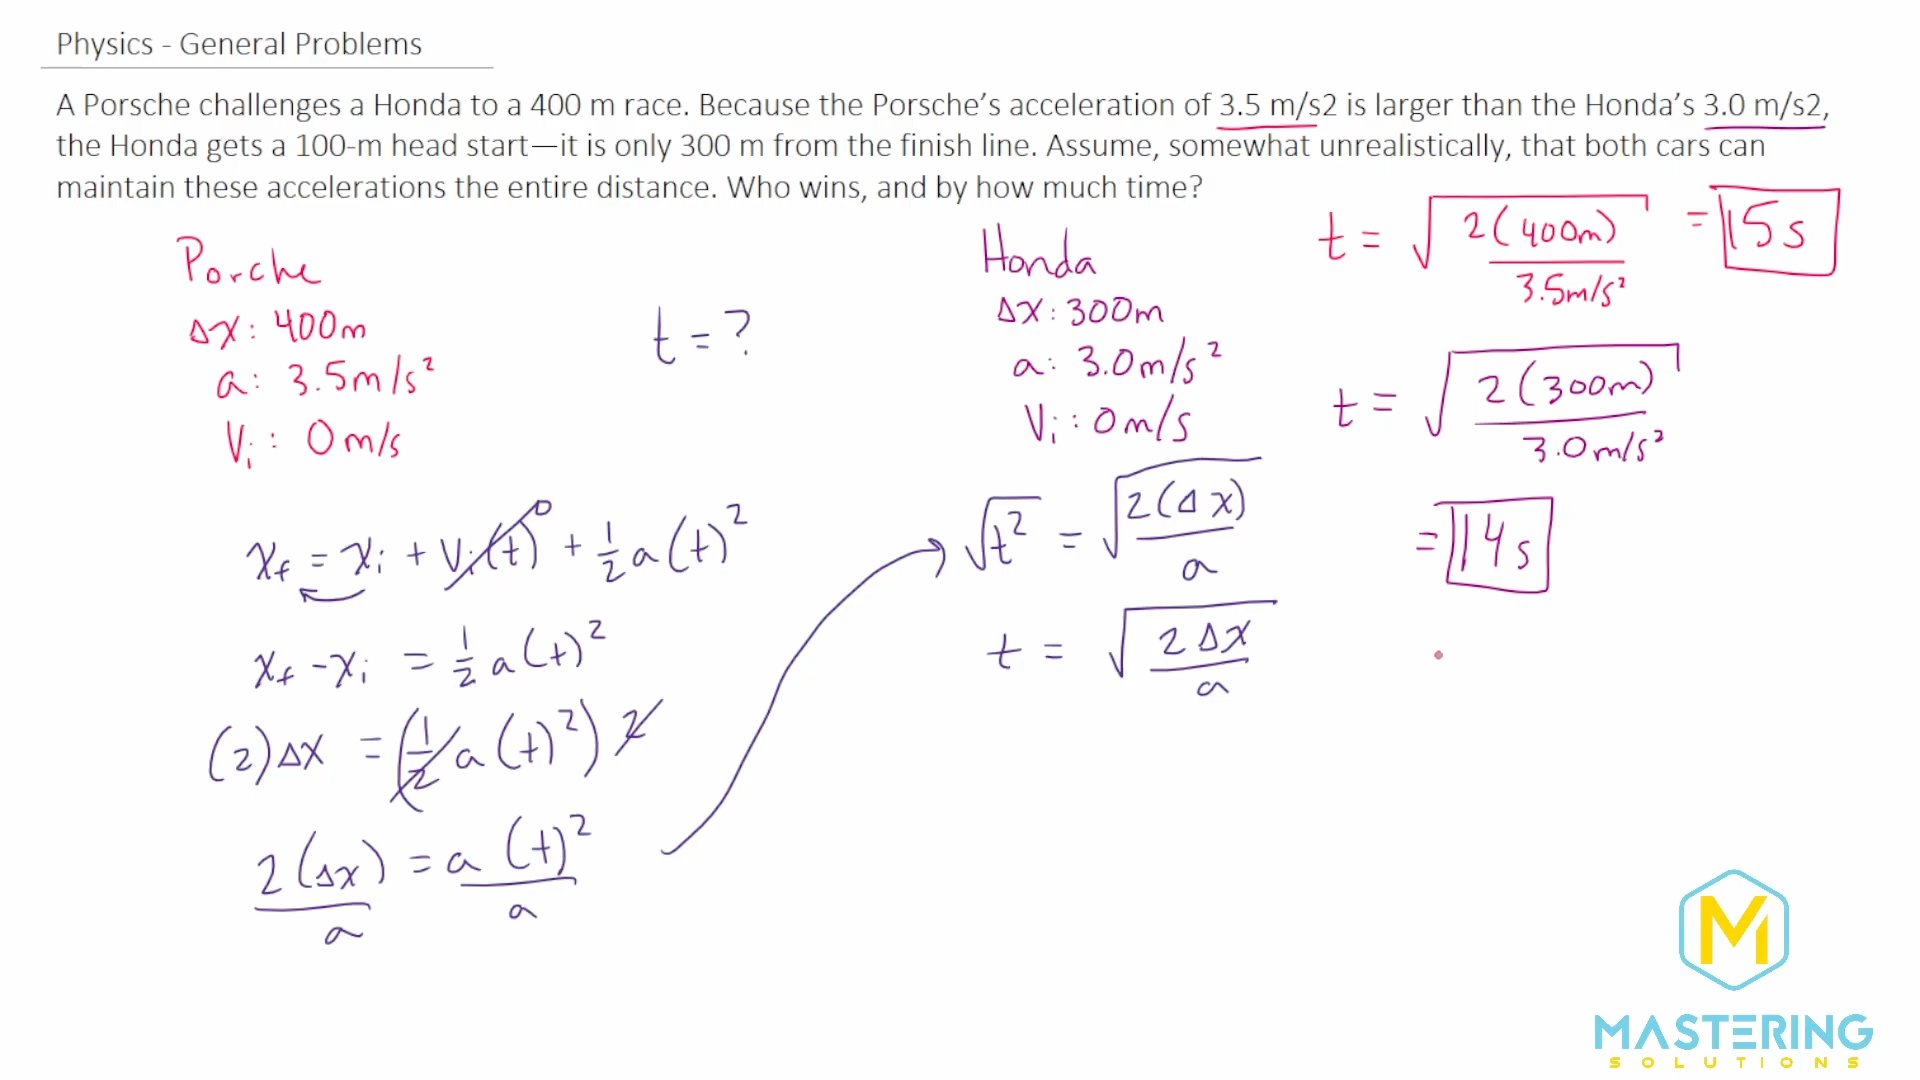 Physics - General Problems
A Porsche challenges a Honda to a 400 m race. Because the Porsche’s acceleration of 3.5 m/s2 is larger than the Honda’s 3.0 m/s2,
the Honda gets a 100-m head start—it is only 300 m from the finish line. Assume, somewhat unrealistically, that both cars can
maintain these accelerations the entire distance. Who wins, and by how much time?
Porche
Δx: 400m
a: 3.5m/s²
Vi: 0m/s
t = ?
Honda
Δx: 300m
a: 3.0m/s²
Vi: 0m/s
xf = xi + Vi(t) 0 + 1/2 a(t)²
xf - xi = 1/2 a(t)²
(2)Δx = (1/2 a(t)²) 2
2(Δx)/a = a(t)²/a
√t² = √2(Δx)/a
t = √2Δx/a
t = √2(400m)/3.5m/s² = 15s
t = √2(300m)/3.0m/s²
= 14s
M
MASTERING
SOLUTIONS